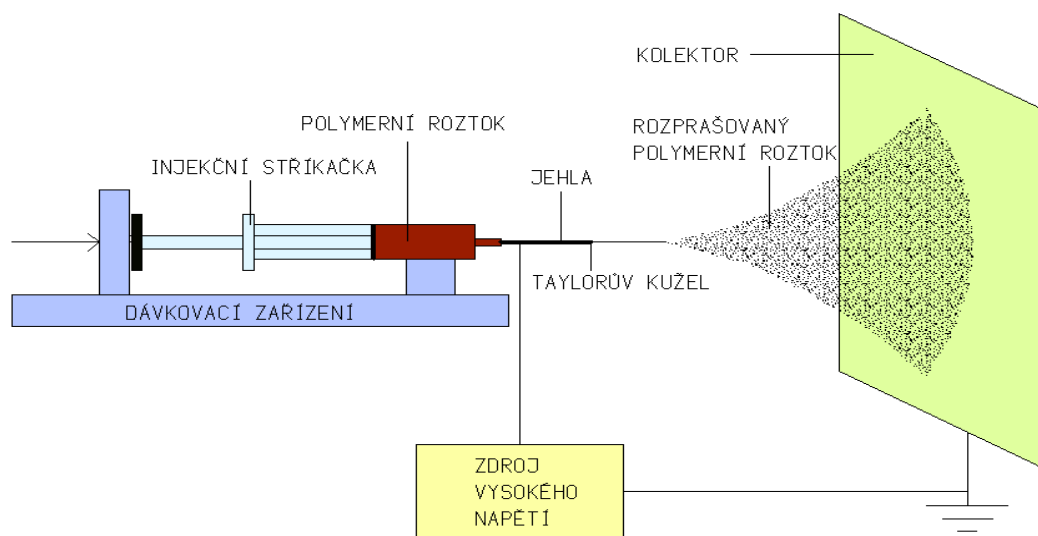 KOLEKTOR
POLYMERNÍ ROZTOK
ROZPRAŠOVANÝ
POLYMERNÍ ROZTOK
INJEKČNÍ STŘÍKAČKA
JEHLA
TAYLORŮV KUŽEL
DÁVKOVACÍ ZAŘÍZENÍ
ZDROJ
VYSOKÉHO
NAPĚTÍ